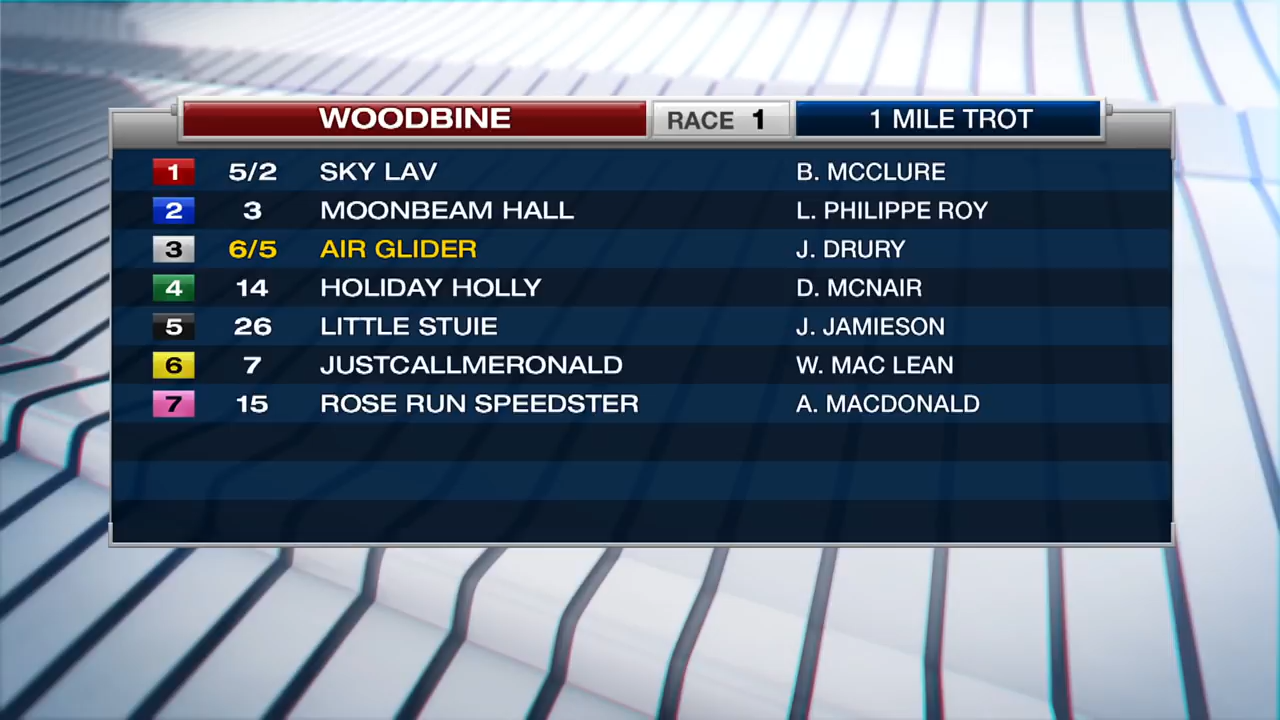 WOODBINE RACE 1 1 MILE TROT
1 5/2 SKY LAV B. MCCLURE
2 3 MOONBEAM HALL L. PHILIPPE ROY
3 6/5 AIR GLIDER J. DRURY
4 14 HOLIDAY HOLLY D. MCNAIR
5 26 LITTLE STUIE J. JAMIESON
6 7 JUSTCALLMERONALD W. MAC LEAN
7 15 ROSE RUN SPEEDSTER A. MACDONALD